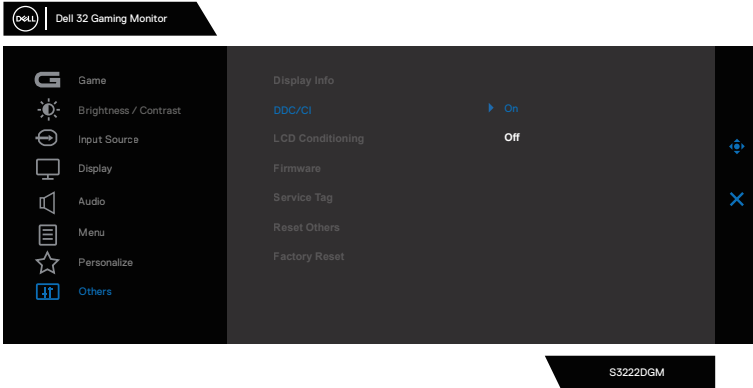 DELL
Dell 32 Gaming Monitor
Game
Display Info
Brightness / Contrast
DDC/CI
On
Input Source
LCD Conditioning
Off
Display
Firmware
Audio
Service Tag
Menu
Reset Others
Personalize
Factory Reset
Others
S3222DGM